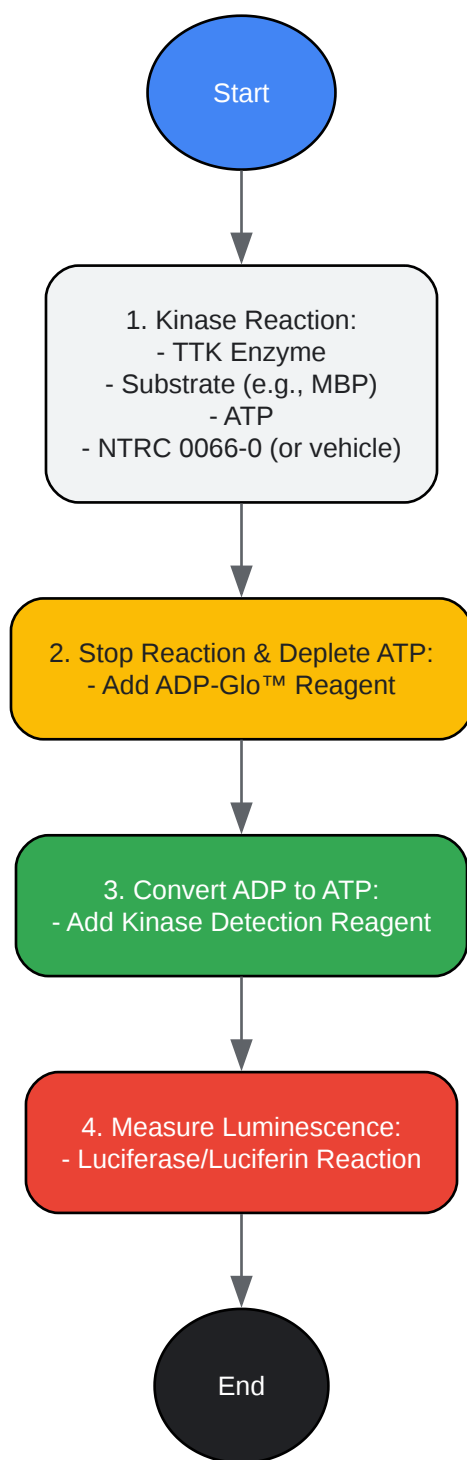 Start
1. Kinase Reaction:
- TTK Enzyme
- Substrate (e.g., MBP)
- ATP
- NTRC 0066-0 (or vehicle)
2. Stop Reaction & Deplete ATP:
- Add ADP-Glo™ Reagent
3. Convert ADP to ATP:
- Add Kinase Detection Reagent
4. Measure Luminescence:
- Luciferase/Luciferin Reaction
End